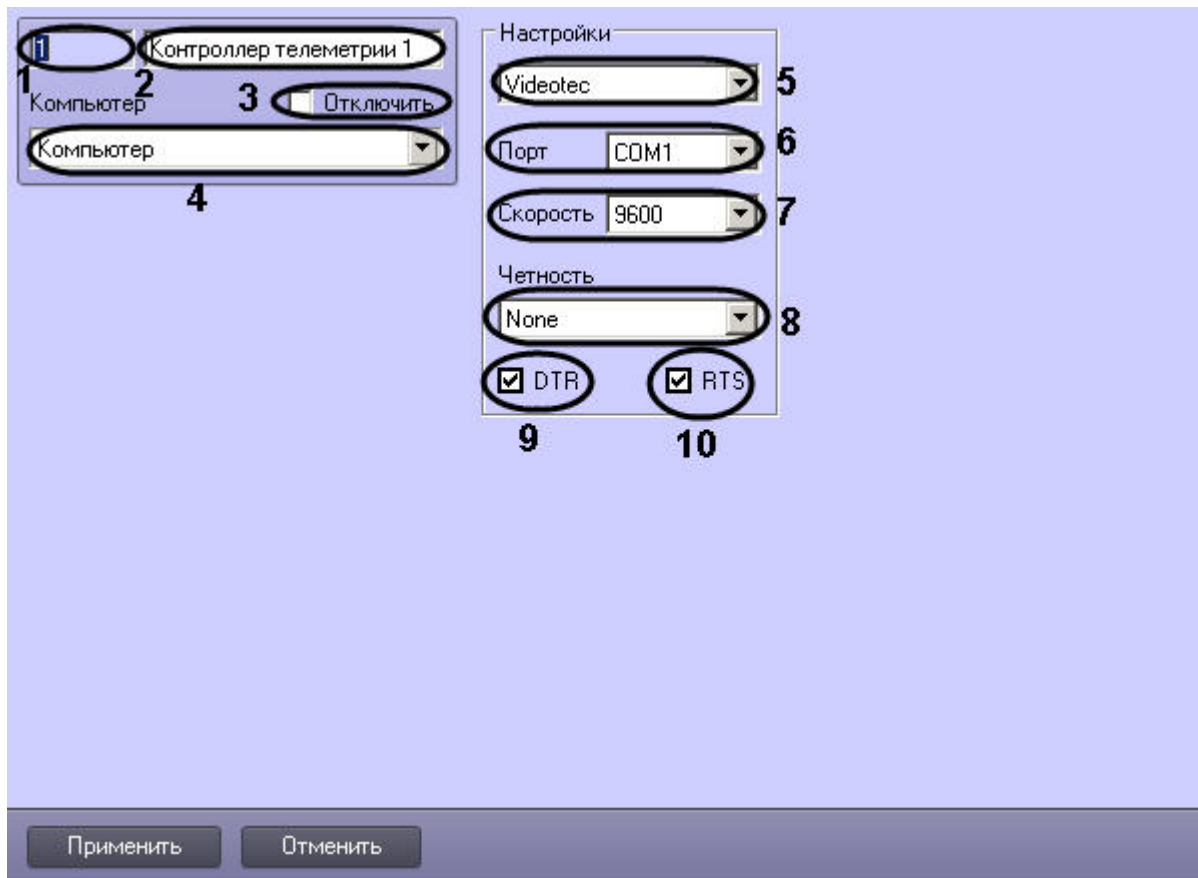 1 Контроллер телеметрии 1
1 2
Компьютер 3 Отключить
Компьютер
4
Настройки
Videotec 5
Порт COM1 6
Скорость 9600 7
Четность
None 8
DTR RTS
9 10
Применить Отменить